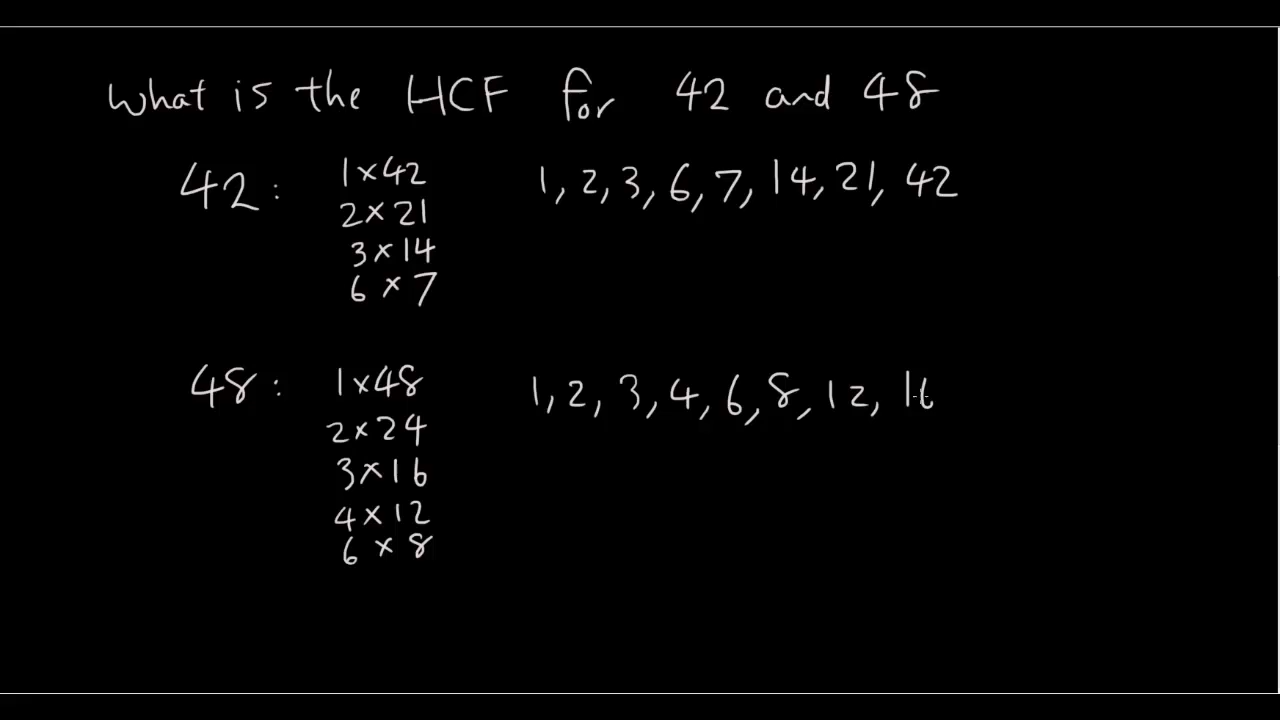 What is the HCF for 42 and 48
42 : 1 x 42 1, 2, 3, 6, 7, 14, 21, 42
2 x 21
3 x 14
6 x 7
48 : 1 x 48 1, 2, 3, 4, 6, 8, 12, 16
2 x 24
3 x 16
4 x 12
6 x 8